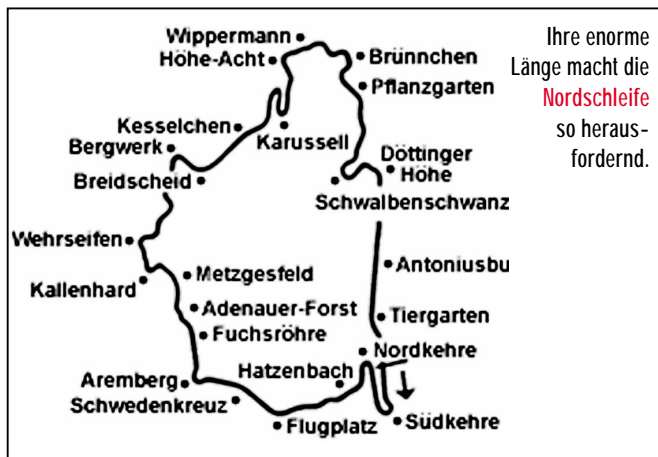 Ihre enorme
Länge macht die
Nordschleife
so heraus-
fordernd.
Wippermann
Höhe-Acht
Brünnchen
Pflanzgarten
Kesselchen
Karussell
Bergwerk
Döttinger
Höhe
Breidscheid
Schwalbenschwanz
Wehrseifen
Antoniusbu
Metzgesfeld
Kallenhard
Adenauer-Forst
Tiergarten
Fuchsröhre
Nordkehre
Hatzenbach
Aremberg
Schwedenkreuz
Südkehre
Flugplatz